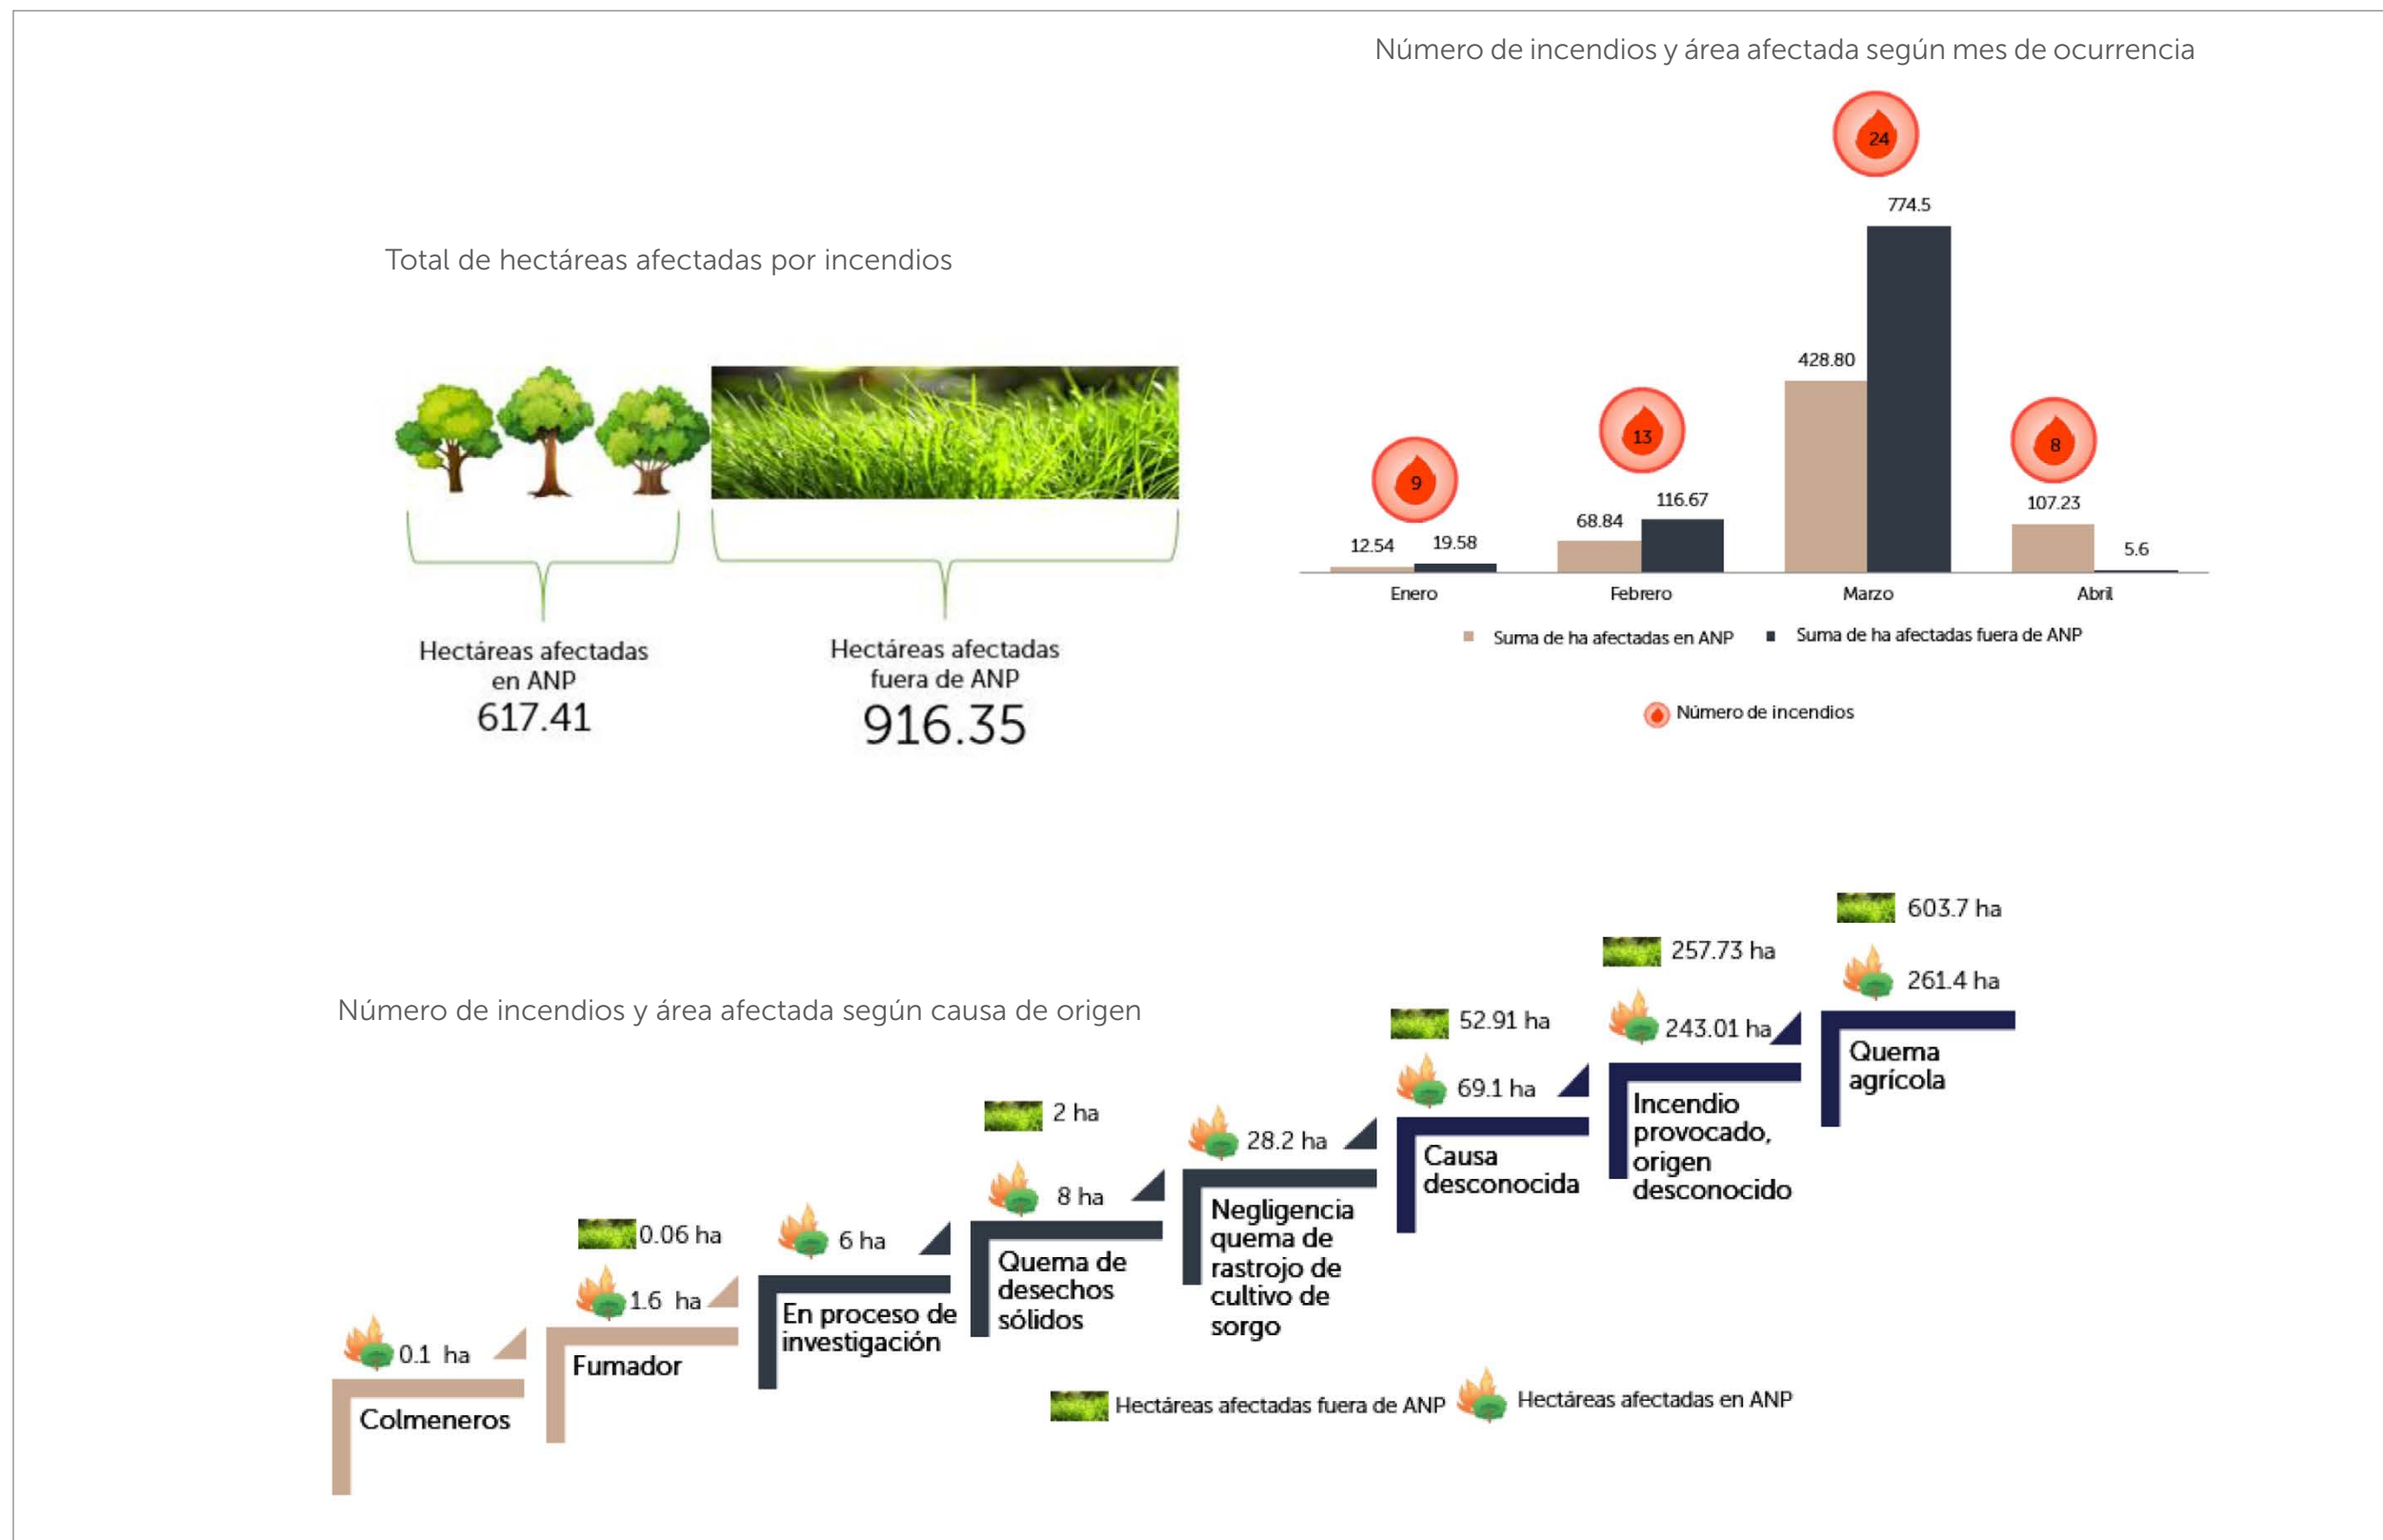 Número de incendios y área afectada según mes de ocurrencia
24
774.5
428.80
13
116.67
68.84
8
107.23
5.6
9
12.54
19.58
Enero
Febrero
Marzo
Abril
Suma de ha afectadas en ANP
Suma de ha afectadas fuera de ANP
Número de incendios
Total de hectáreas afectadas por incendios
Hectáreas afectadas
en ANP
617.41
Hectáreas afectadas
fuera de ANP
916.35
Número de incendios y área afectada según causa de origen
0.1 ha
Colmeneros
0.06 ha
1.6 ha
Fumador
6 ha
En proceso de
investigación
2 ha
8 ha
Quema de
desechos
sólidos
28.2 ha
Negligencia
quema de
rastrojo de
cultivo de
sorgo
52.91 ha
69.1 ha
Causa
desconocida
257.73 ha
243.01 ha
Incendio
provocado,
origen
desconocido
603.7 ha
261.4 ha
Quema
agrícola
Hectáreas afectadas fuera de ANP
Hectáreas afectadas en ANP